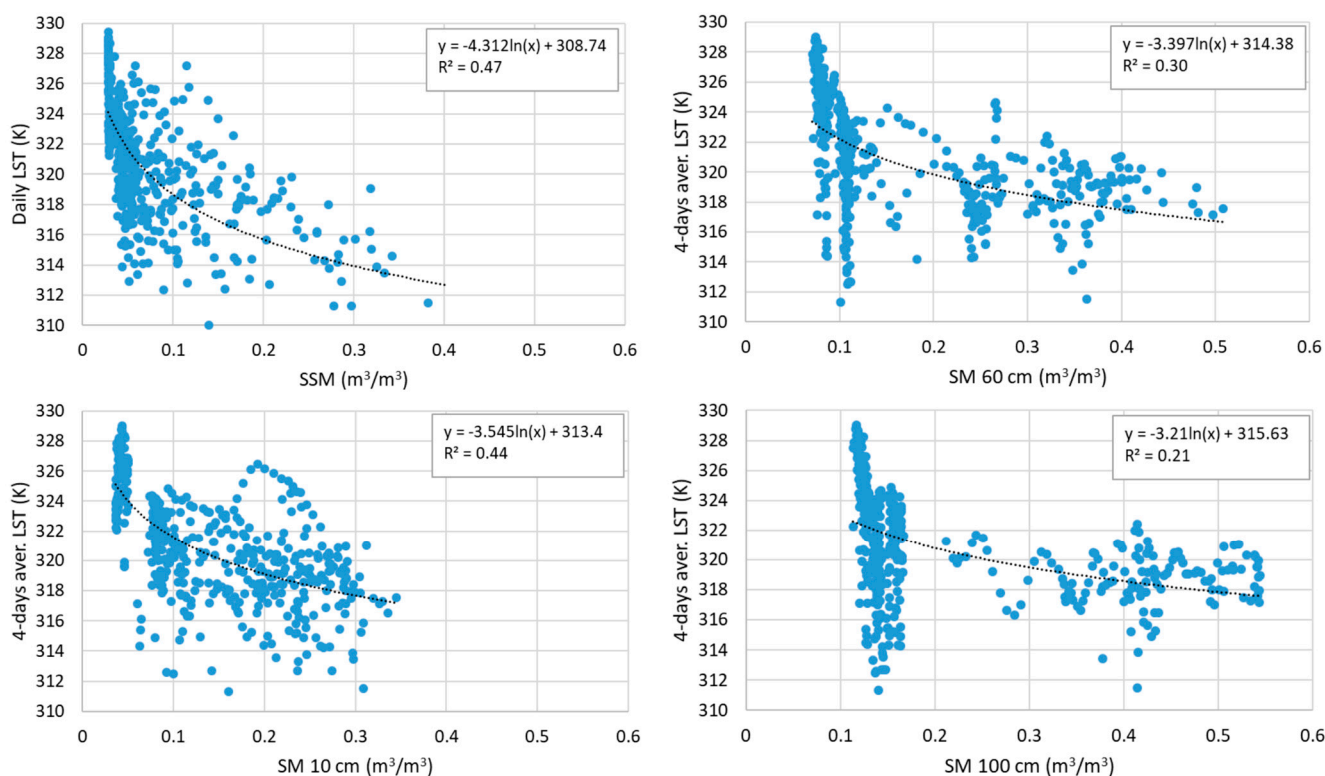 y = -4.312ln(x) + 308.74
R² = 0.47
Daily LST (K)
330
328
326
324
322
320
318
316
314
312
310
0 0.1 0.2 0.3 0.4 0.5 0.6
SSM (m³/m³)
y = -3.397ln(x) + 314.38
R² = 0.30
4-days aver. LST (K)
330
328
326
324
322
320
318
316
314
312
310
0 0.1 0.2 0.3 0.4 0.5 0.6
SM 60 cm (m³/m³)
y = -3.545ln(x) + 313.4
R² = 0.44
4-days aver. LST (K)
330
328
326
324
322
320
318
316
314
312
310
0 0.1 0.2 0.3 0.4 0.5 0.6
SM 10 cm (m³/m³)
y = -3.21ln(x) + 315.63
R² = 0.21
4-days aver. LST (K)
330
328
326
324
322
320
318
316
314
312
310
0 0.1 0.2 0.3 0.4 0.5 0.6
SM 100 cm (m³/m³)